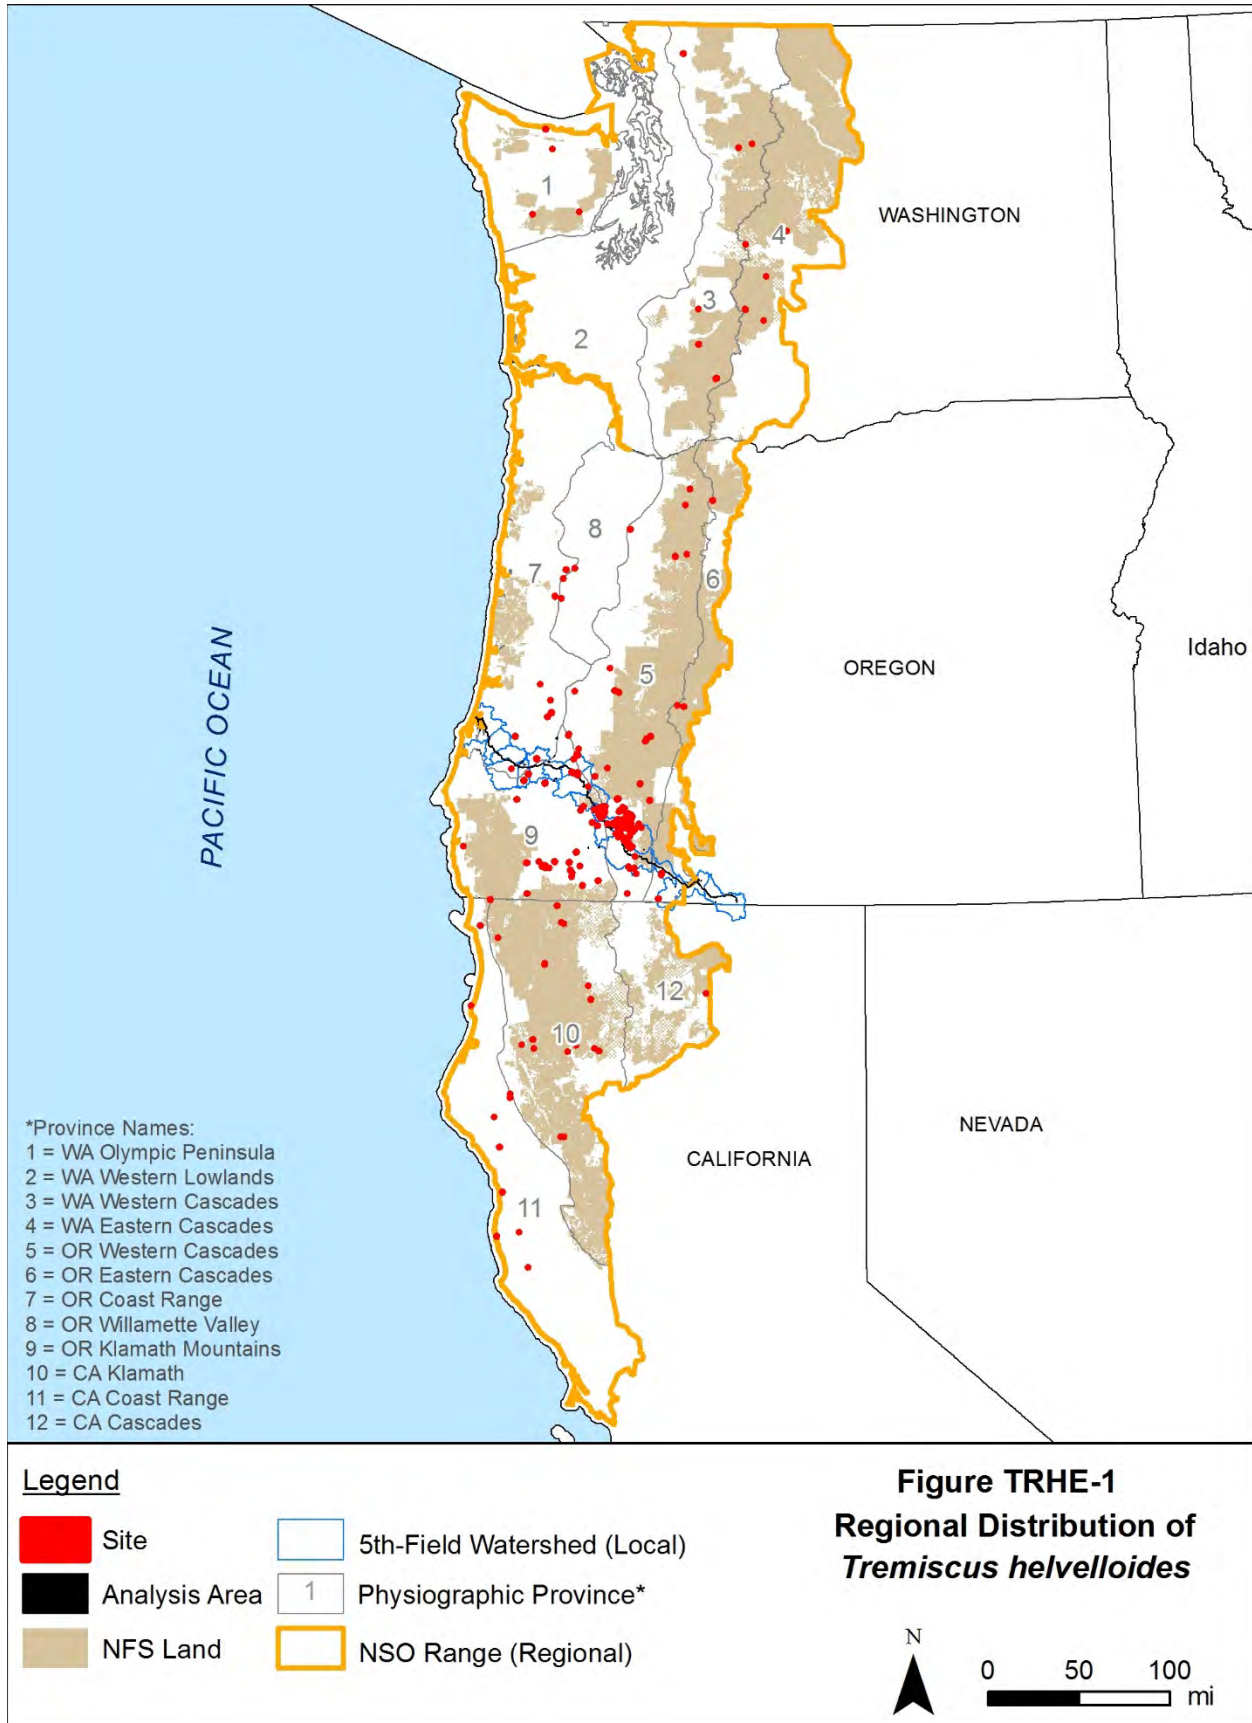 WASHINGTON
1
4
3
2
8
7
6
5
Idaho
OREGON
PACIFIC OCEAN
9
12
10
NEVADA
CALIFORNIA
11
*Province Names:
1 = WA Olympic Peninsula
2 = WA Western Lowlands
3 = WA Western Cascades
4 = WA Eastern Cascades
5 = OR Western Cascades
6 = OR Eastern Cascades
7 = OR Coast Range
8 = OR Willamette Valley
9 = OR Klamath Mountains
10 = CA Klamath
11 = CA Coast Range
12 = CA Cascades
Legend
Site
Analysis Area
NFS Land
5th-Field Watershed (Local)
1 Physiographic Province*
NSO Range (Regional)
Figure TRHE-1
Regional Distribution of
Tremiscus helvelloides
N
0 50 100
mi